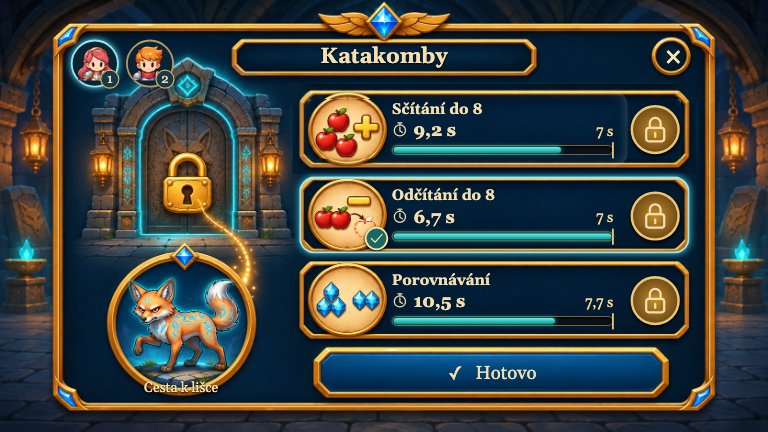 Katakomby
1
2
Sčítání do 8
9,2 s
7 s
Odčítání do 8
6,7 s
7 s
Porovnávání
10,5 s
7,7 s
Cesta k lišce
✓ Hotovo